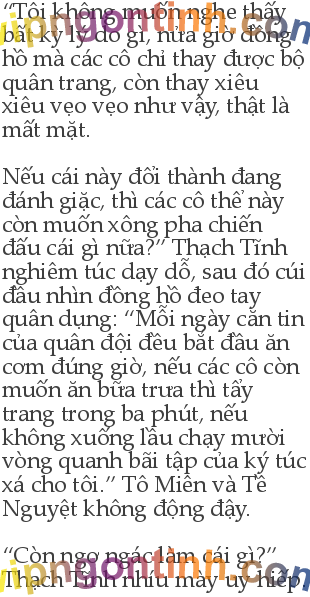 “Tôi không muốn nghe thấy
bất kỳ lý do gì, nửa giờ đồng
hồ mà các cô chỉ thay được bộ
quân trang, còn thay xiêu
xiêu vẹo vẹo như vậy, thật là
mất mặt.
Nếu cái này đổi thành đang
đánh giặc, thì các cô thế này
còn muốn xông pha chiến
đấu cái gì nữa?” Thạch Tĩnh
nghiêm túc dạy dỗ, sau đó cúi
đầu nhìn đồng hồ đeo tay
quân dụng: “Mỗi ngày căn tin
của quân đội đều bắt đầu ăn
cơm đúng giờ, nếu các cô còn
muốn ăn bữa trưa thì tẩy
trang trong ba phút, nếu
không xuống lầu chạy mười
vòng quanh bãi tập của ký túc
xá cho tôi.” Tô Miên và Tề
Nguyệt không động đậy.
“Còn ngơ ngác làm cái gì?”
Thạch Tĩnh nhíu mày uy hiếp,